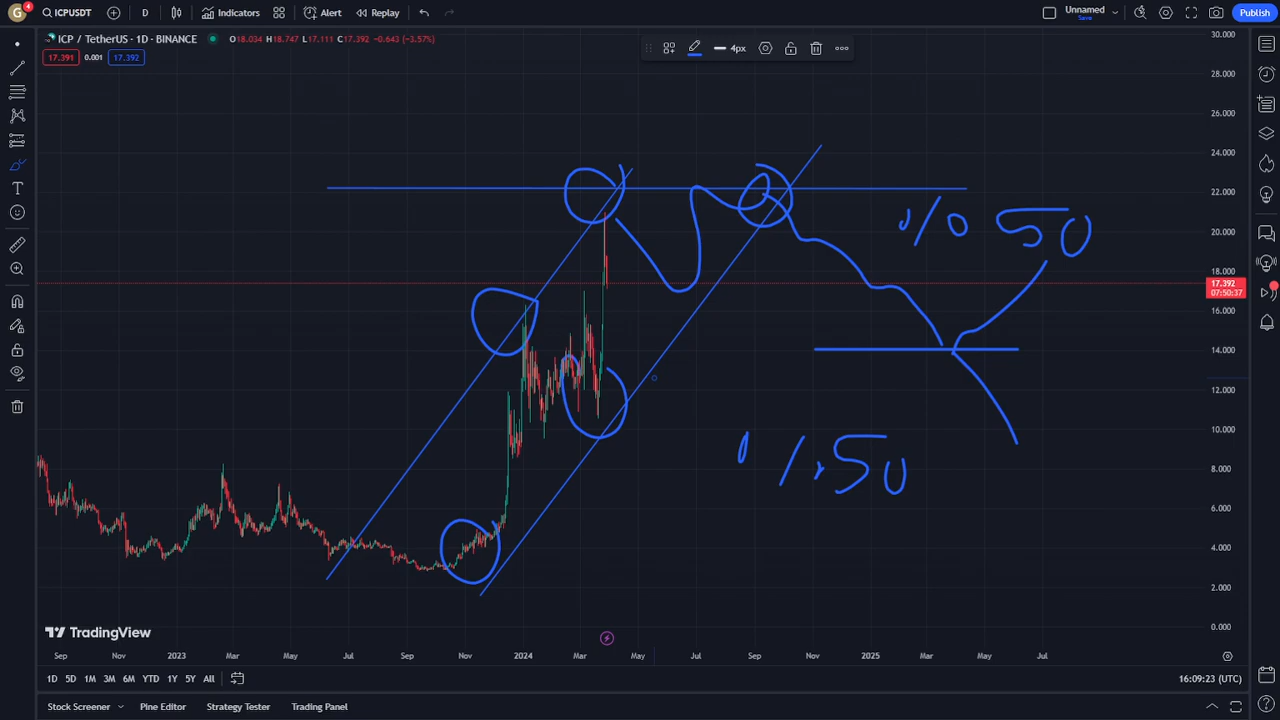 G 4 ICPUSDT D Indicators Alert Replay Unnamed Save Publish
ICP / TetherUS · 1D · BINANCE O18.034 H18.747 L17.111 C17.392 -0.643 (-3.57%)
17.391 0.001 17.392
4px
30.000
28.000
26.000
24.000
22.000
20.000
18.000
17.392
07:50:37
16.000
14.000
12.000
10.000
8.000
6.000
4.000
2.000
0.000
50
50
TradingView
Sep Nov 2023 Mar May Jul Sep Nov 2024 Mar May Jul Sep Nov 2025 Mar May Jul
1D 5D 1M 3M 6M YTD 1Y 5Y All 16:09:23 (UTC)
Stock Screener Pine Editor Strategy Tester Trading Panel